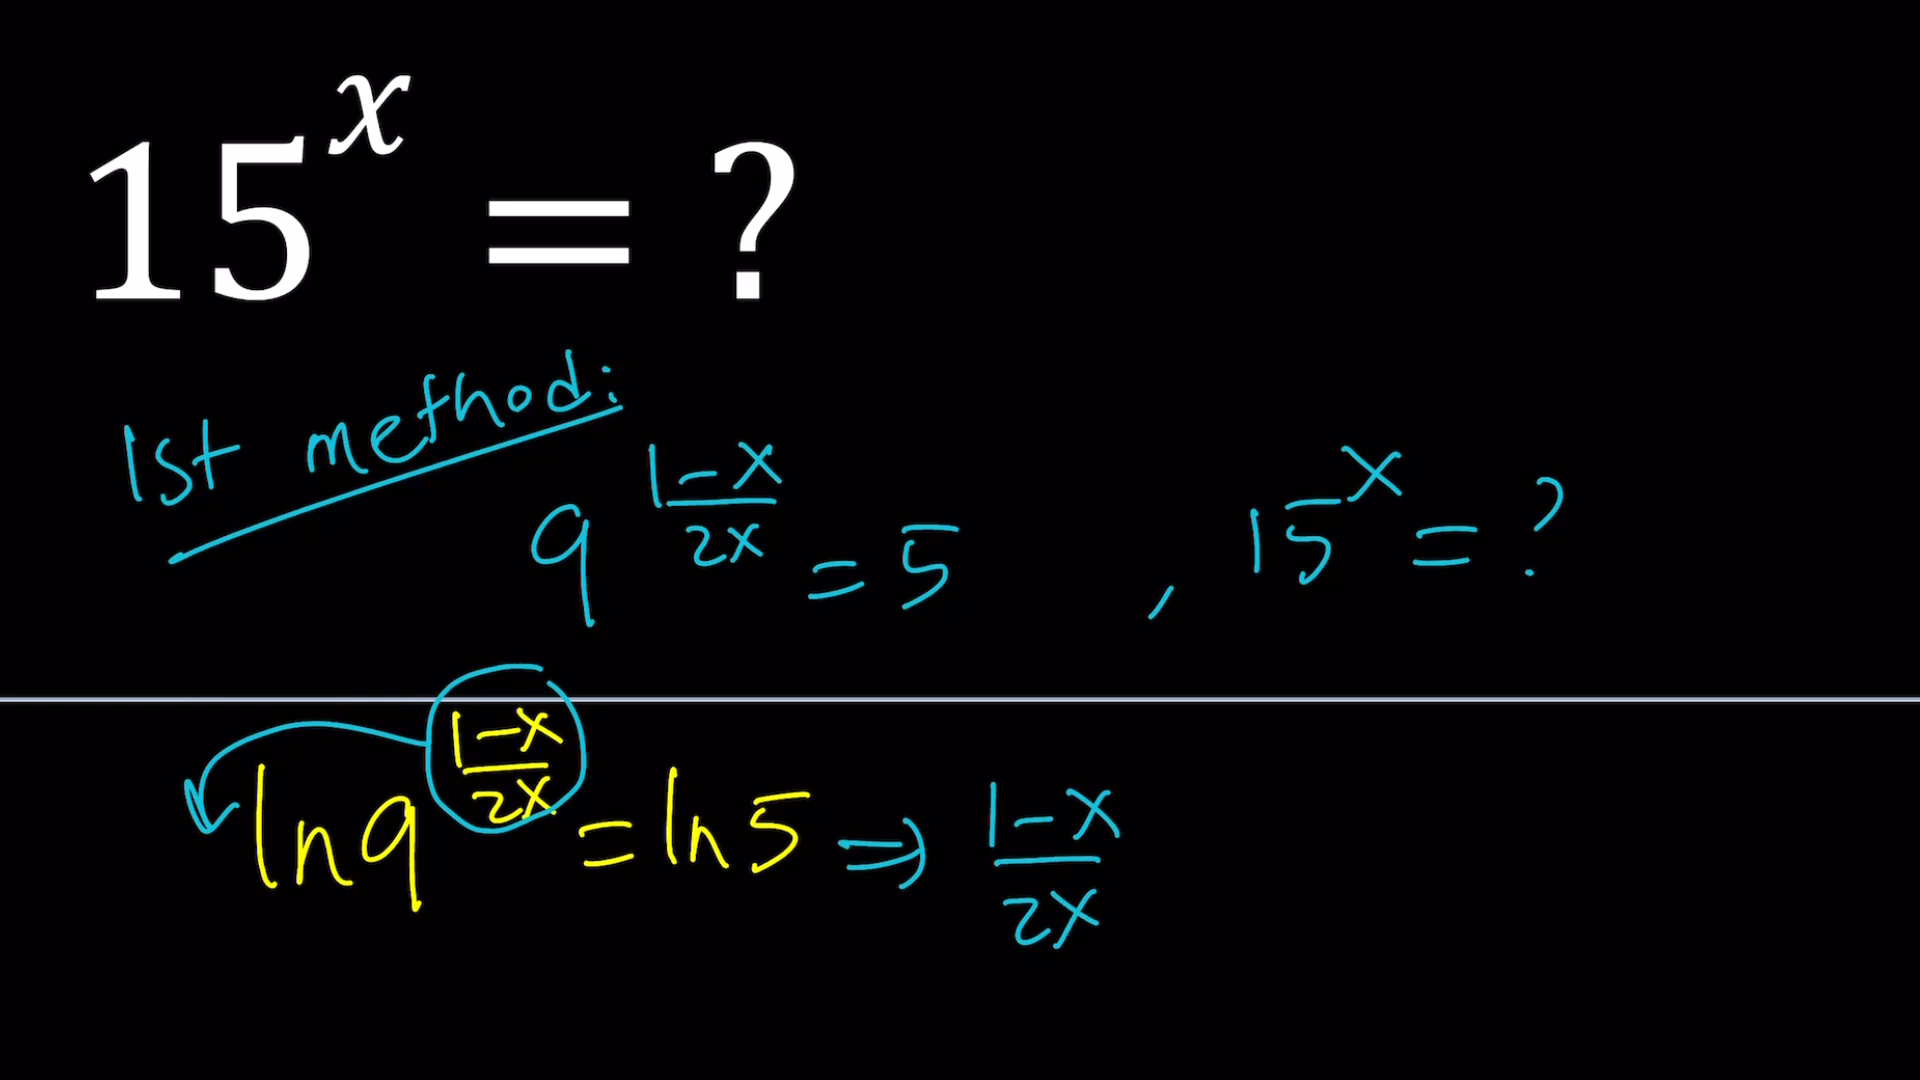 15^x = ?
1st method:
9^((1-x)/(2x)) = 5 , 15^x = ?
ln 9^((1-x)/(2x)) = ln 5 ⇒ (1-x)/(2x)